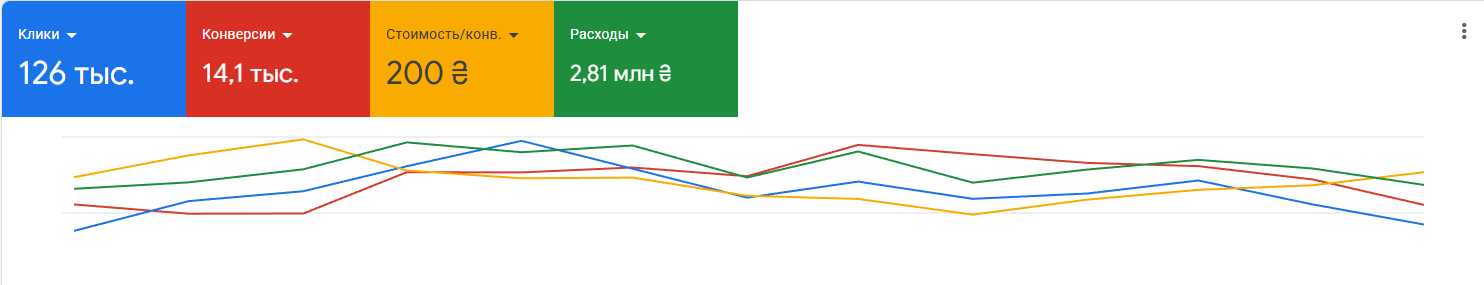 Клики
126 тыс.
Конверсии
14,1 тыс.
Стоимость/конв.
200 ₴
Расходы
2,81 млн ₴